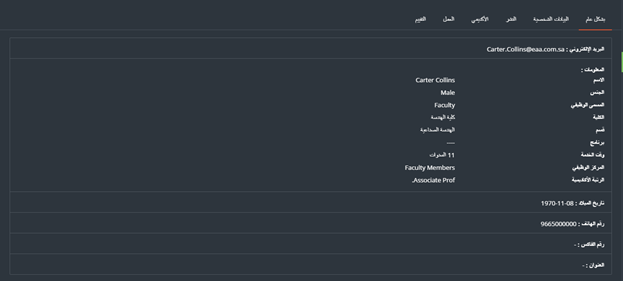 بشكل عام البيانات الشخصية النشر الأكاديمي العمل التقييم
البريد الإلكتروني : Carter.Collins@eaa.com.sa
المعلومات :
الاسم Carter Collins
الجنس Male
المسمى الوظيفي Faculty
الكلية كلية الهندسة
قسم الهندسة الصناعية
برنامج ----
وقت الخدمة 11 السنوات
المركز الوظيفي Faculty Members
الرتبة الأكاديمية Associate Prof.
تاريخ الميلاد : 08-11-1970
رقم الهاتف : 9665000000
رقم الفاكس : -
العنوان : -